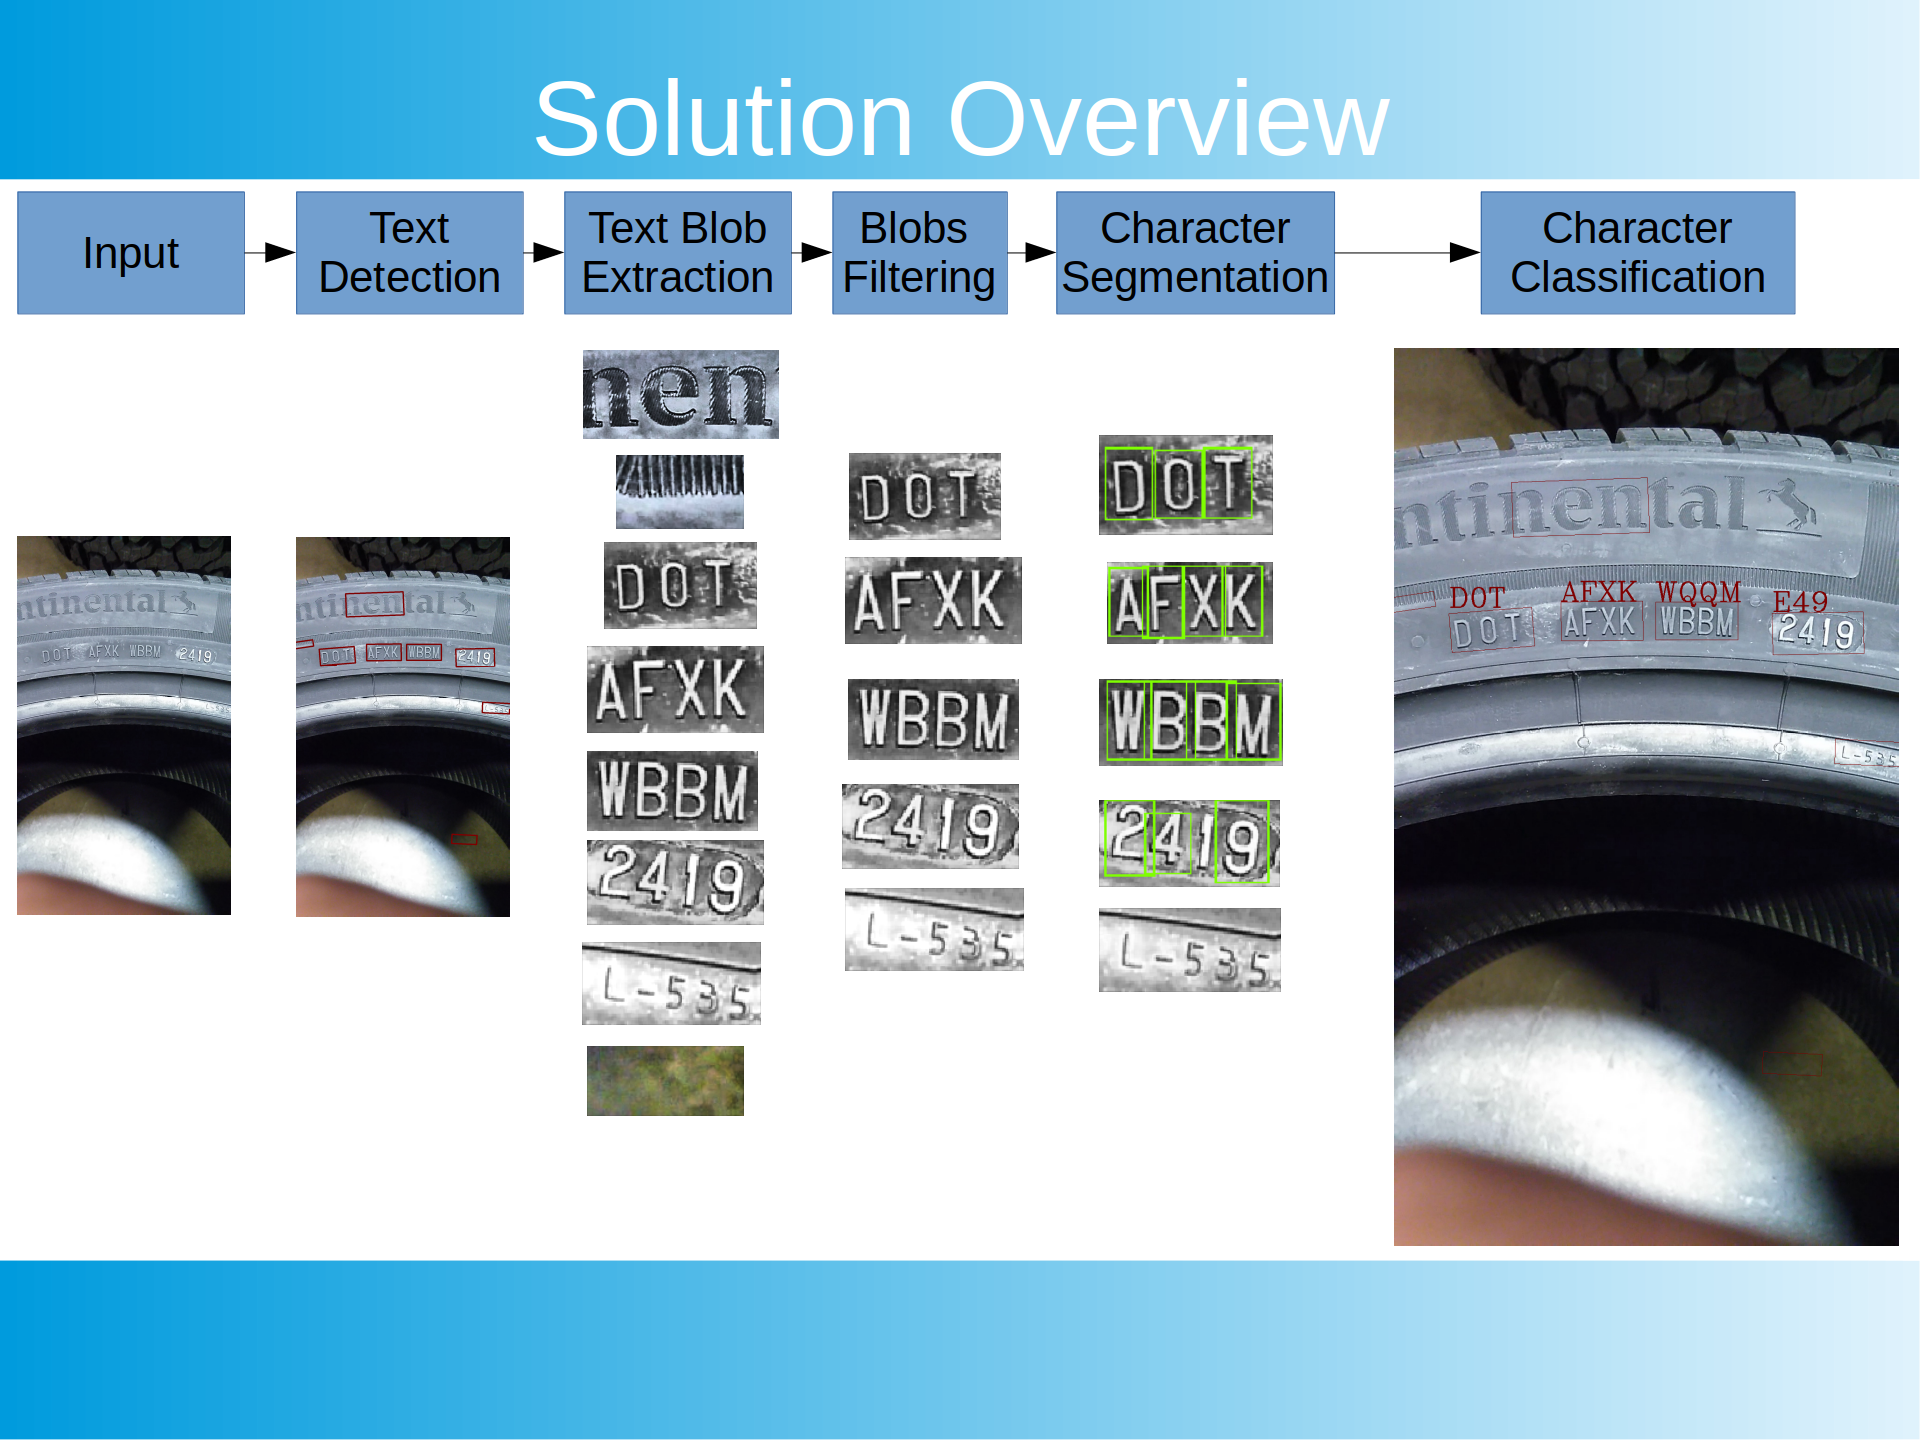 Solution Overview
Input
Text
Detection
Text Blob
Extraction
Blobs
Filtering
Character
Segmentation
Character
Classification
ntinental
DOT AFXK WBBM 2419
L-535
ntinental
DOT AFXK WBBM 2419
L-535
nen
DOT
AFXK
WBBM
2419
L-535
DOT
AFXK
WBBM
2419
L-535
DOT
AFXK
WBBM
2419
L-535
ntinental
DOT AFXK WQQM E49
DOT AFXK WBBM 2419
L-535